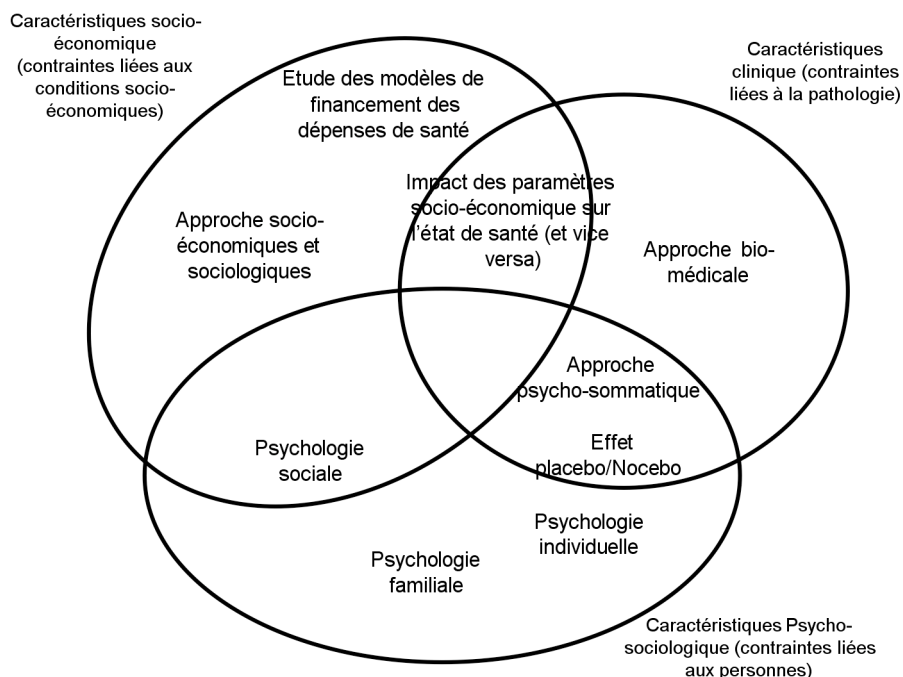 Caractéristiques socio-
économique
(contraintes liées aux
conditions socio-
économiques)
Etude des modèles de
financement des
dépenses de santé
Caractéristiques
clinique (contraintes
liées à la pathologie)
Impact des paramètres
socio-économique sur
l'état de santé (et vice
versa)
Approche socio-
économiques et
sociologiques
Approche bio-
médicale
Approche
psycho-sommatique
Effet
placebo/Nocebo
Psychologie
sociale
Psychologie
individuelle
Psychologie
familiale
Caractéristiques Psycho-
sociologique (contraintes liées
aux personnes)